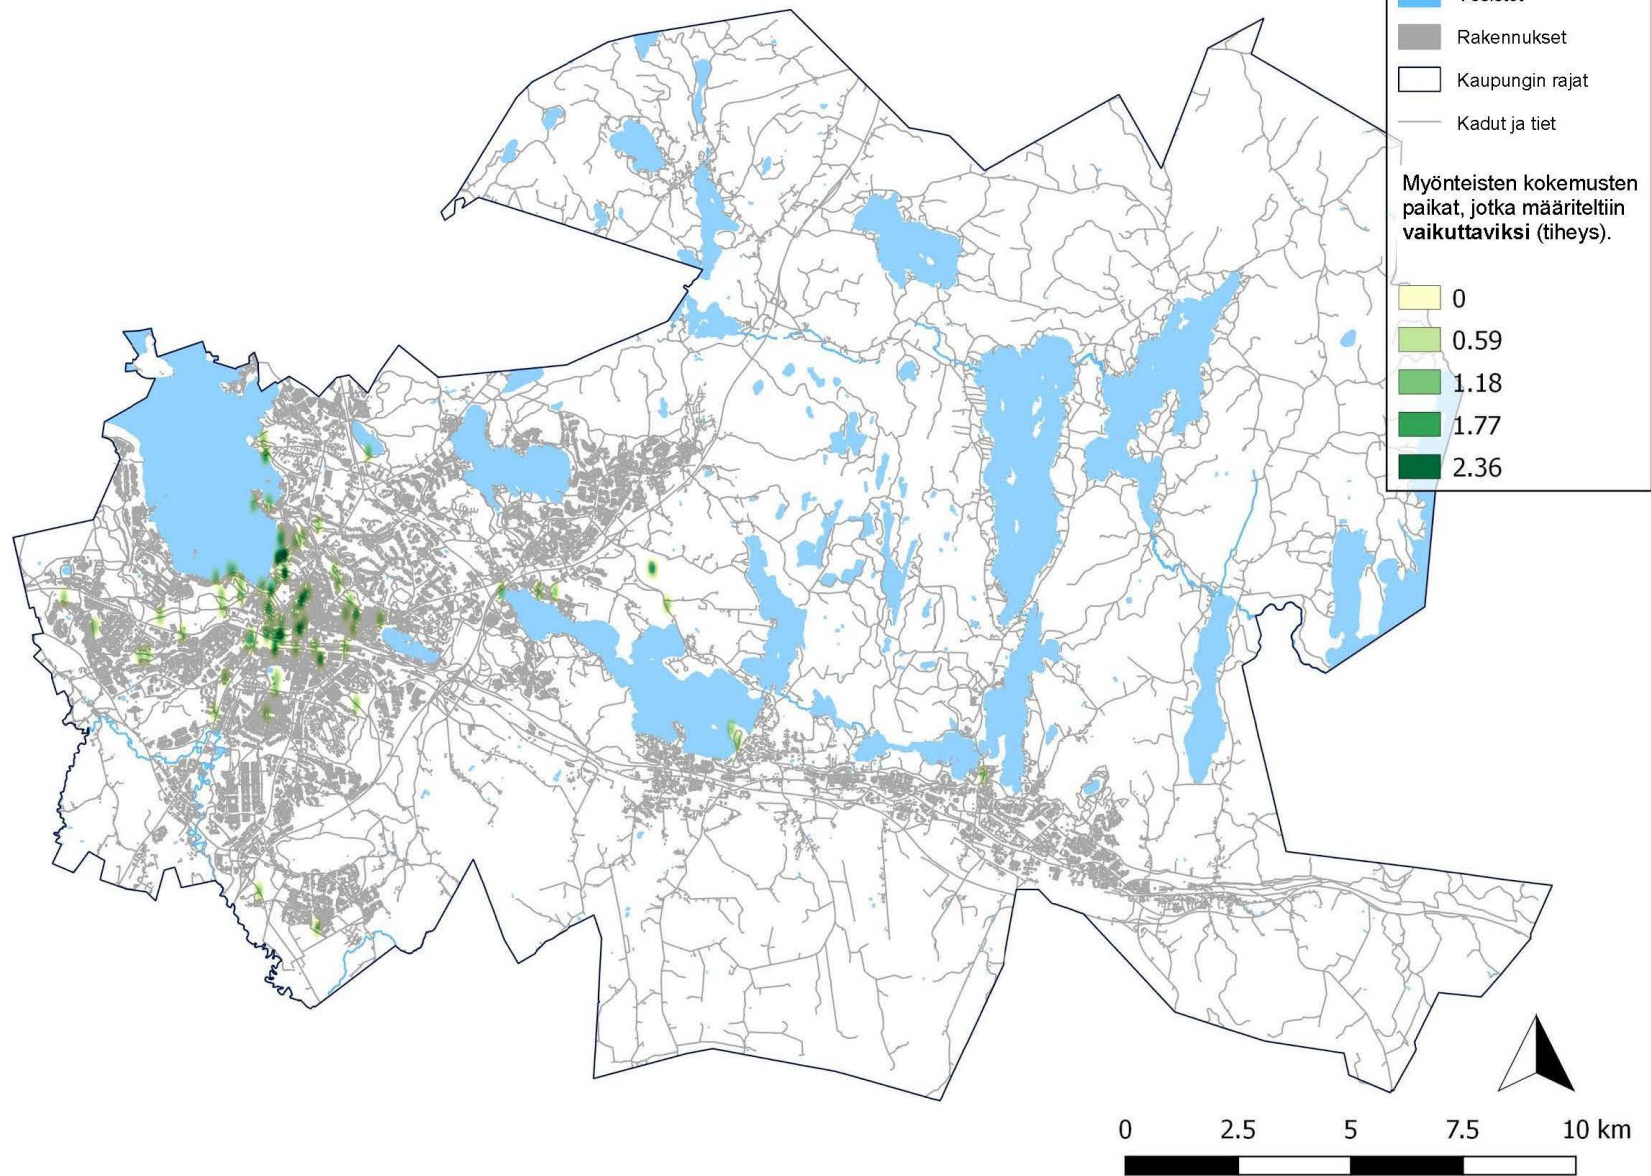 Rakennukset
Kaupungin rajat
Kadut ja tiet
Myönteisten kokemusten
paikat, jotka määriteltiin
vaikuttaviksi (tiheys).
0
0.59
1.18
1.77
2.36
0 2.5 5 7.5 10 km